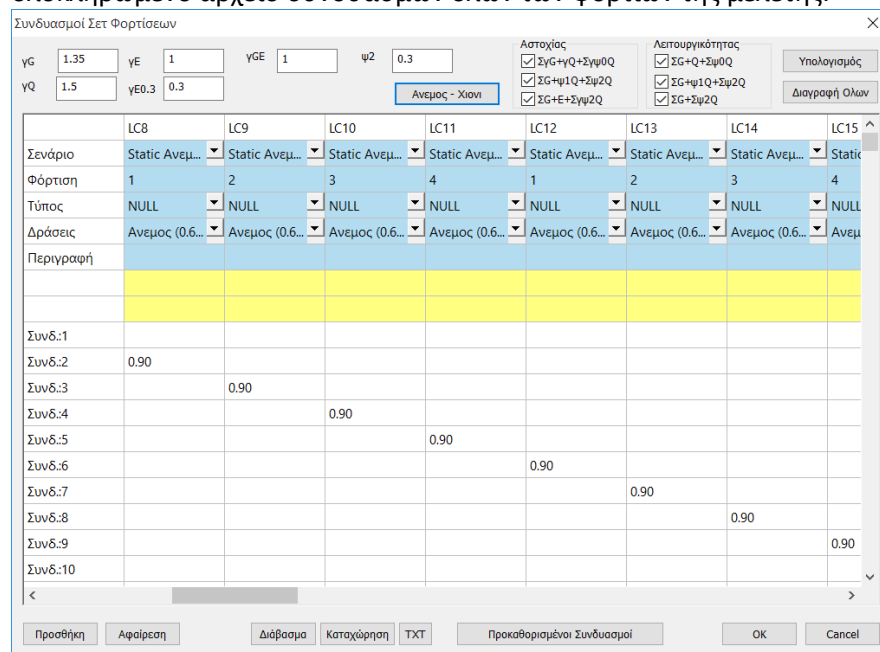 Συνδυασμοί Σετ Φορτίσεων
γG 1.35 γE 1 γGE 1 ψ2 0.3
γQ 1.5 γE0.3 0.3
Ανεμος - Χιονι
Αστοχίας
ΣγG+γQ+Σγψ0Q
ΣG+ψ1Q+Σψ2Q
ΣG+E+Σγψ2Q
Λειτουργικότητας
ΣG+Q+Σψ0Q
ΣG+ψ1Q+Σψ2Q
ΣG+Σψ2Q
Υπολογισμός
Διαγραφή Ολων
LC8 LC9 LC10 LC11 LC12 LC13 LC14 LC15
Σενάριο Static Ανεμ... Static Ανεμ... Static Ανεμ... Static Ανεμ... Static Ανεμ... Static Ανεμ... Static Ανεμ... Static
Φόρτιση 1 2 3 4 1 2 3 4
Τύπος NULL NULL NULL NULL NULL NULL NULL NULL
Δράσεις Ανεμος (0.6... Ανεμος (0.6... Ανεμος (0.6... Ανεμος (0.6... Ανεμος (0.6... Ανεμος (0.6... Ανεμος (0.6... Ανεμ
Περιγραφή
Συνδ.:1
Συνδ.:2 0.90
Συνδ.:3 0.90
Συνδ.:4 0.90
Συνδ.:5 0.90
Συνδ.:6 0.90
Συνδ.:7 0.90
Συνδ.:8 0.90
Συνδ.:9 0.90
Συνδ.:10
Προσθήκη Αφαίρεση Διάβασμα Καταχώρηση TXT Προκαθορισμένοι Συνδυασμοί OK Cancel